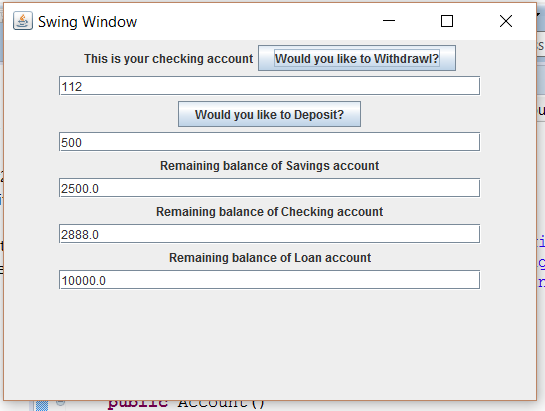 Swing Window
This is your checking account Would you like to Withdrawl?
112
Would you like to Deposit?
500
Remaining balance of Savings account
2500.0
Remaining balance of Checking account
2888.0
Remaining balance of Loan account
10000.0
public Account()